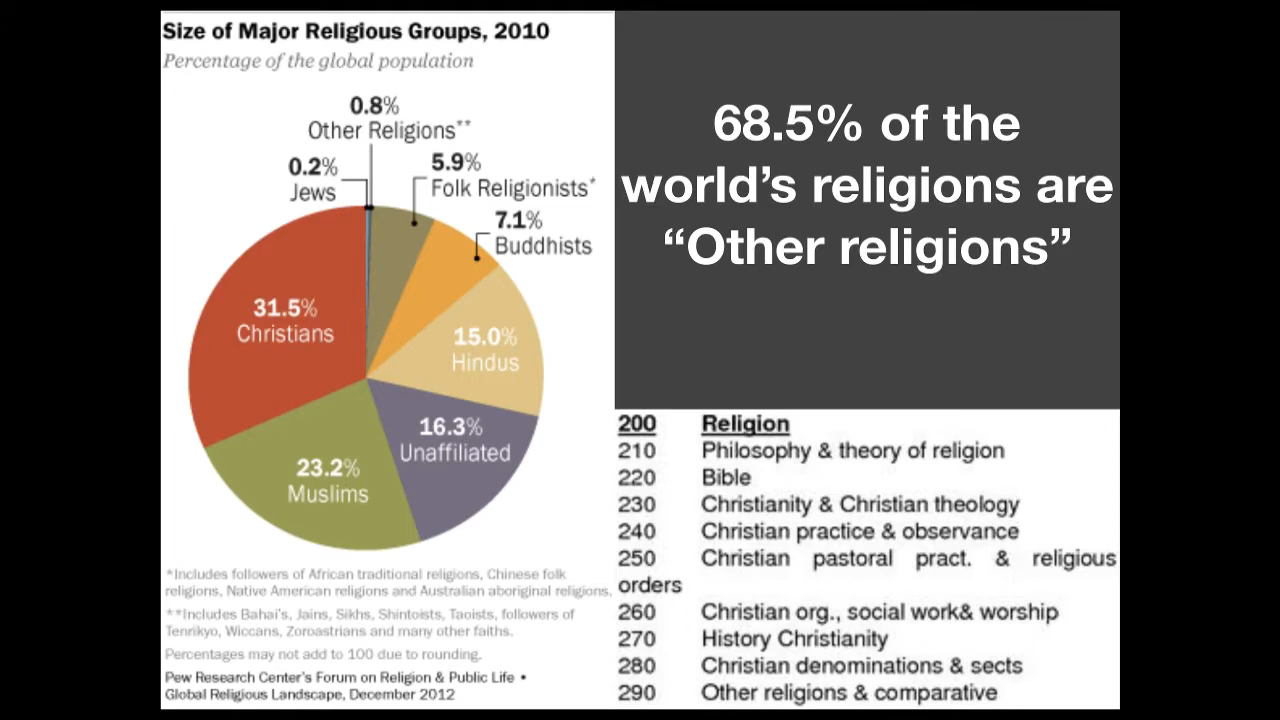 Size of Major Religious Groups, 2010
Percentage of the global population
0.8%
Other Religions**
0.2%
Jews
5.9%
Folk Religionists*
7.1%
Buddhists
31.5%
Christians
15.0%
Hindus
16.3%
Unaffiliated
23.2%
Muslims
*Includes followers of African traditional religions, Chinese folk
religions, Native American religions and Australian aboriginal religions.
**Includes Bahai's, Jains, Sikhs, Shintoists, Taoists, followers of
Tenrikyo, Wiccans, Zoroastrians and many other faiths.
Percentages may not add to 100 due to rounding.
Pew Research Center's Forum on Religion & Public Life •
Global Religious Landscape, December 2012
68.5% of the
world's religions are
“Other religions”
200 Religion
210 Philosophy & theory of religion
220 Bible
230 Christianity & Christian theology
240 Christian practice & observance
250 Christian pastoral pract. & religious
orders
260 Christian org., social work& worship
270 History Christianity
280 Christian denominations & sects
290 Other religions & comparative